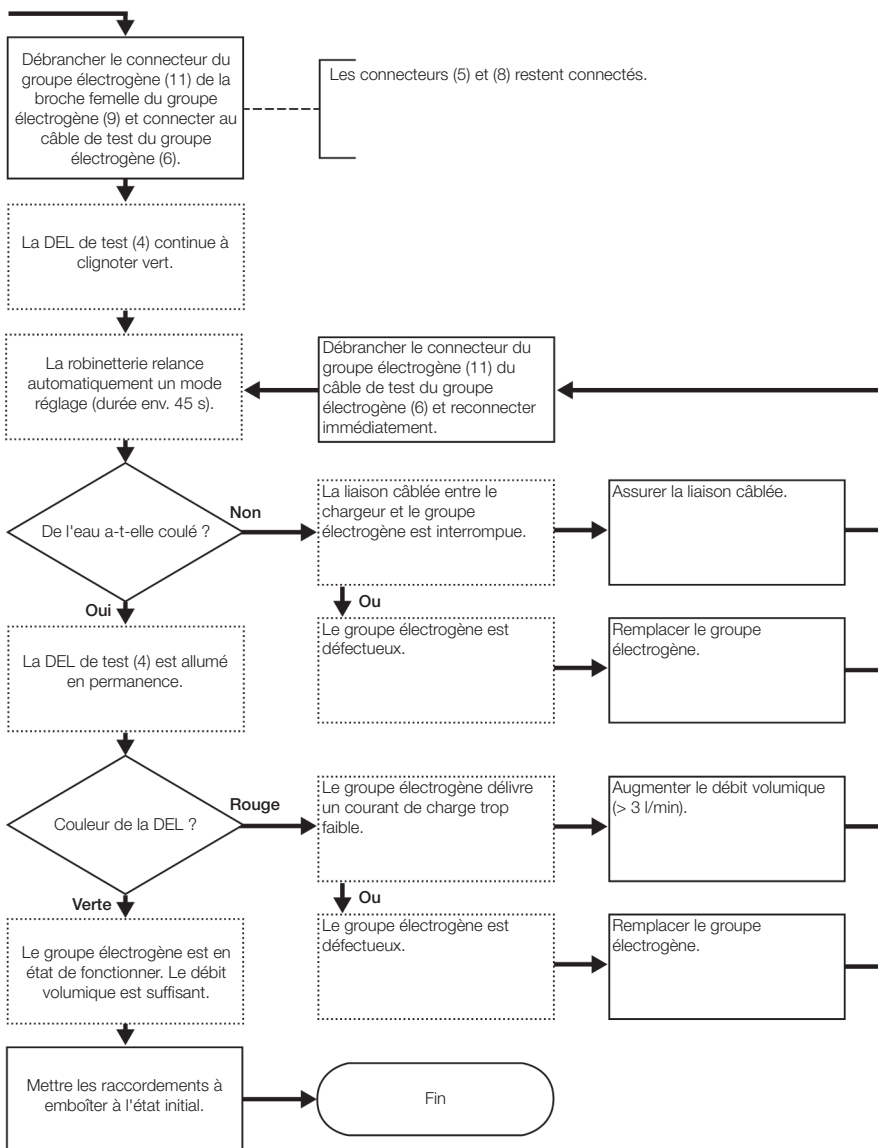 Débrancher le connecteur du
groupe électrogène (11) de la
broche femelle du groupe
électrogène (9) et connecter au
câble de test du groupe
électrogène (6).
Les connecteurs (5) et (8) restent connectés.
La DEL de test (4) continue à
clignoter vert.
La robinetterie relance
automatiquement un mode
réglage (durée env. 45 s).
Débrancher le connecteur du
groupe électrogène (11) du
câble de test du groupe
électrogène (6) et reconnecter
immédiatement.
De l'eau a-t-elle coulé ?
Non
La liaison câblée entre le
chargeur et le groupe
électrogène est interrompue.
Assurer la liaison câblée.
Ou
Le groupe électrogène est
défectueux.
Remplacer le groupe
électrogène.
Oui
La DEL de test (4) est allumé
en permanence.
Couleur de la DEL ?
Rouge
Le groupe électrogène délivre
un courant de charge trop
faible.
Augmenter le débit volumique
(> 3 l/min).
Ou
Le groupe électrogène est
défectueux.
Remplacer le groupe
électrogène.
Verte
Le groupe électrogène est en
état de fonctionner. Le débit
volumique est suffisant.
Mettre les raccordements à
emboîter à l'état initial.
Fin